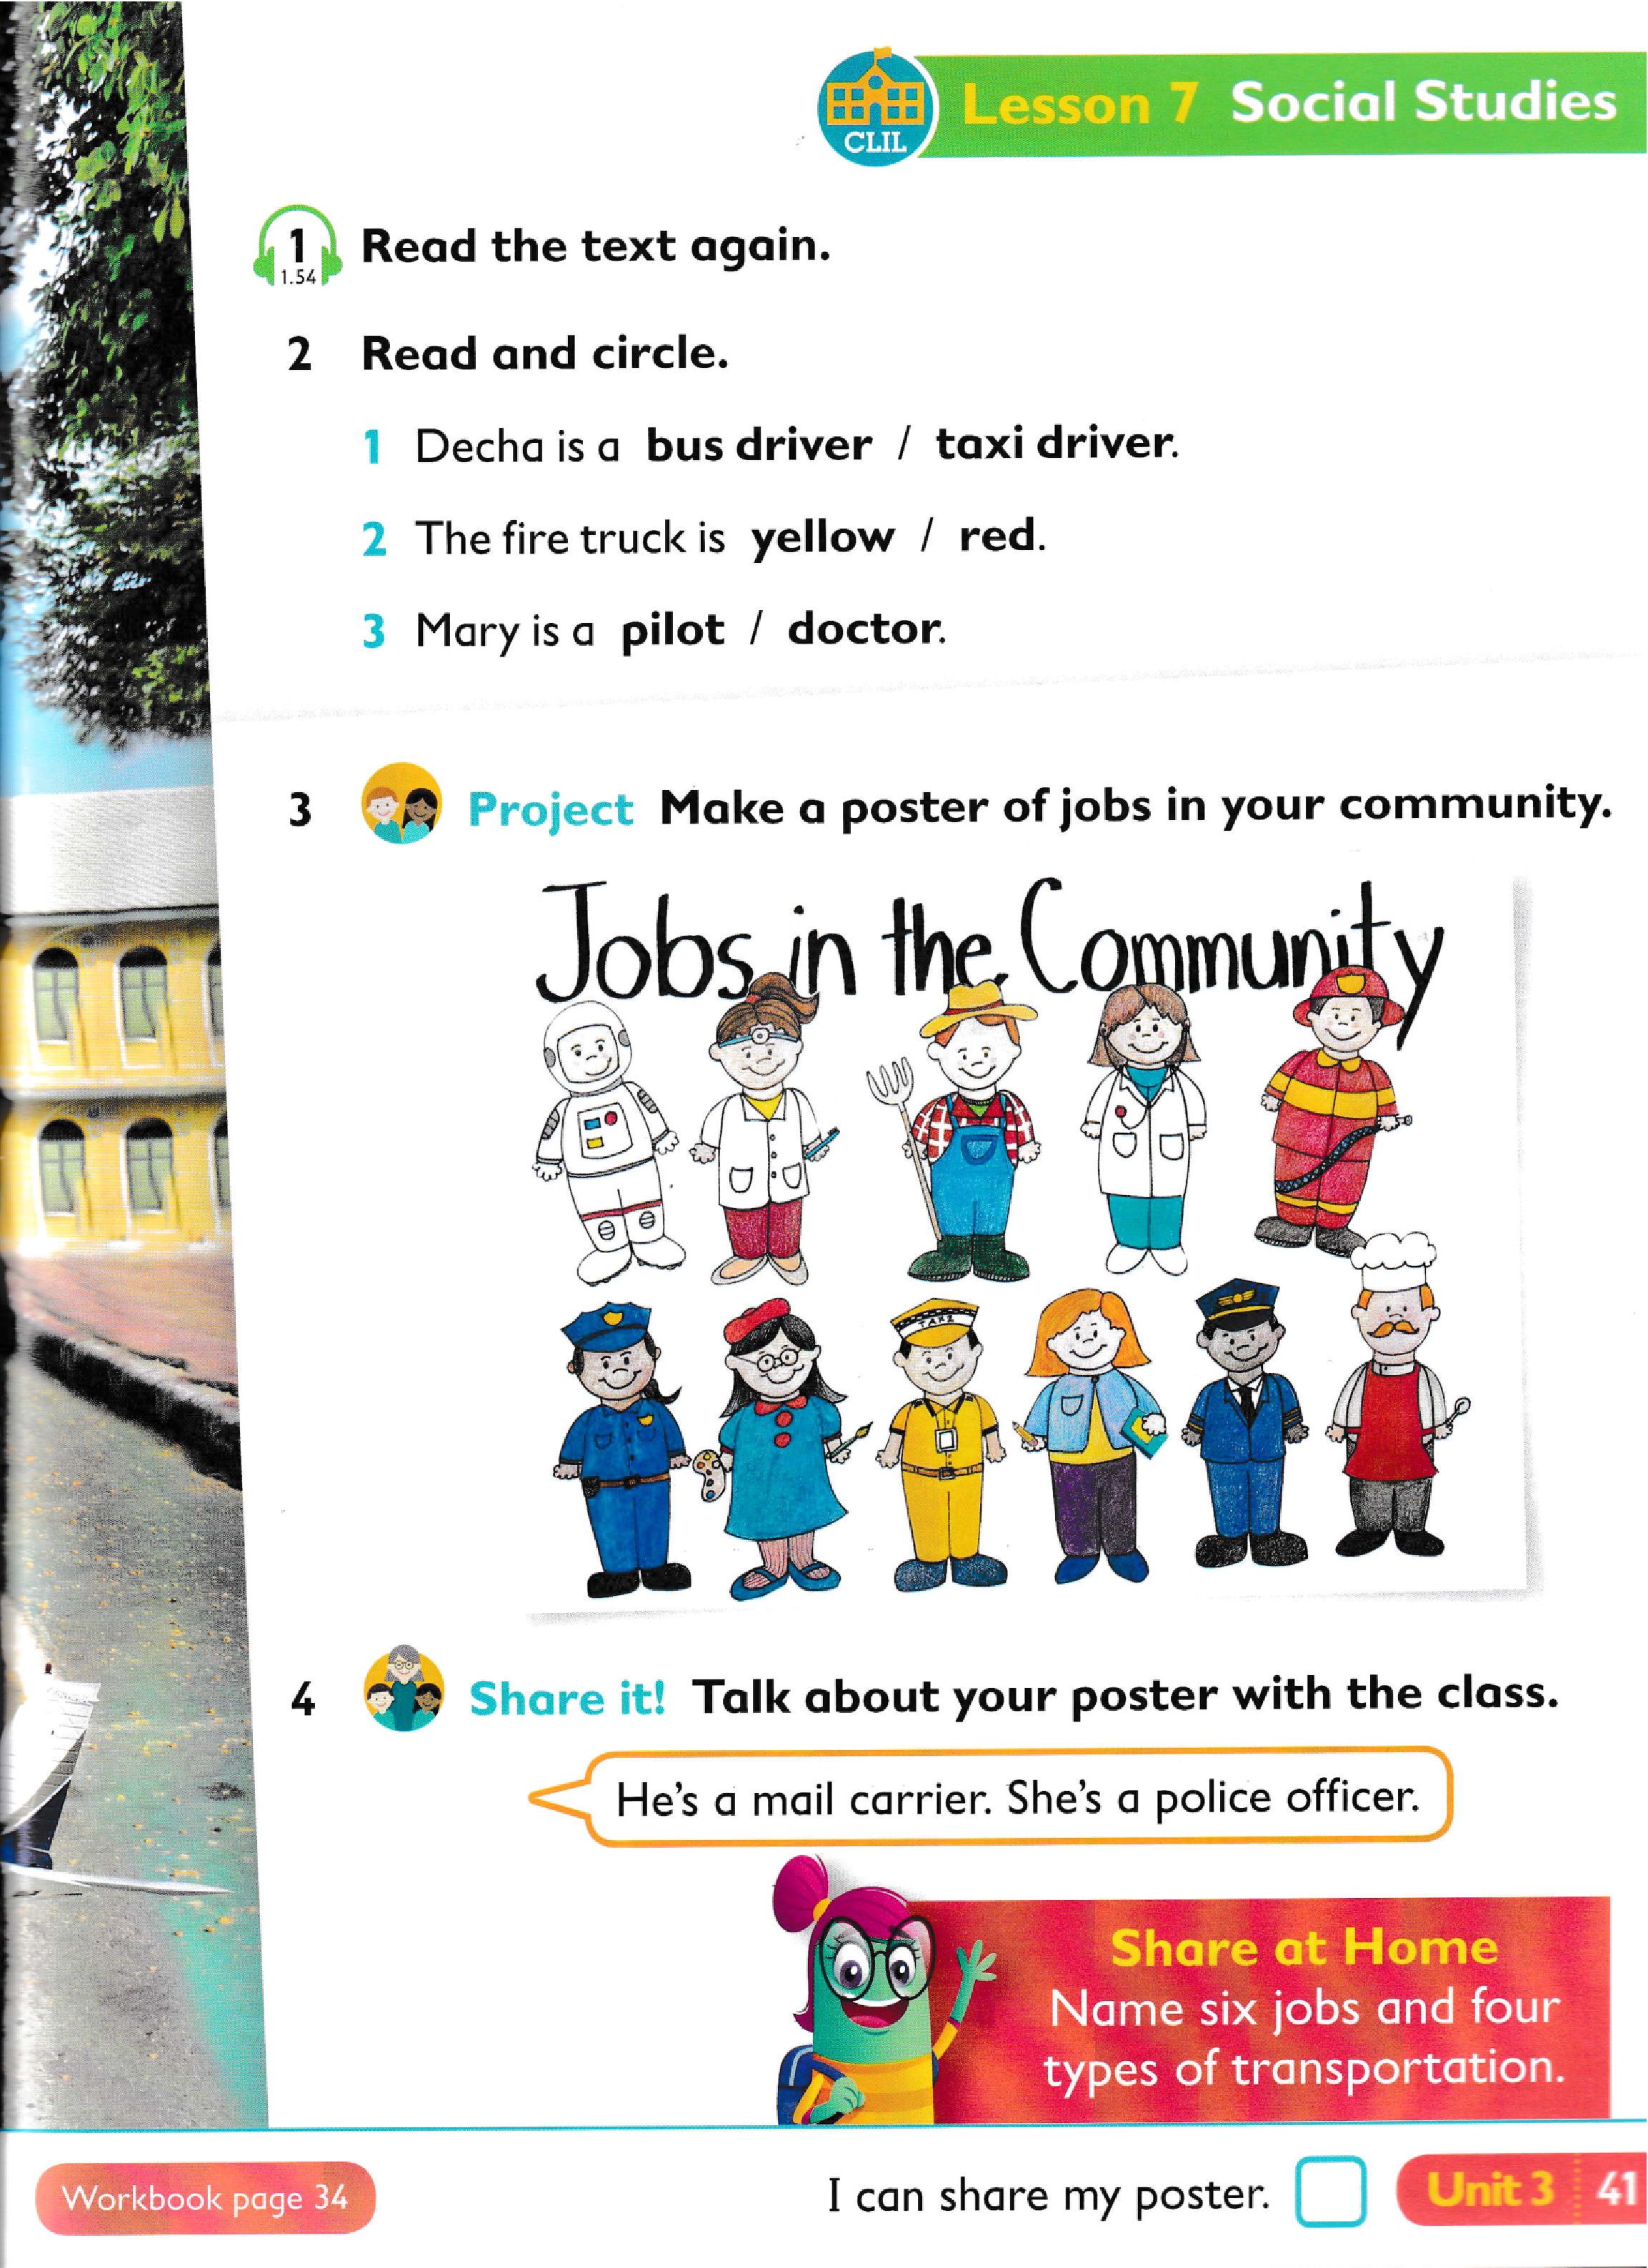 CLIL
Lesson 7 Social Studies
1 Read the text again.
1.54
2 Read and circle.
1 Decha is a bus driver / taxi driver.
2 The fire truck is yellow / red.
3 Mary is a pilot / doctor.
3 Project Make a poster of jobs in your community.
Jobs in the Community
TAXI
4 Share it! Talk about your poster with the class.
He's a mail carrier. She's a police officer.
Share at Home
Name six jobs and four
types of transportation.
Workbook page 34
I can share my poster.
Unit 3 41